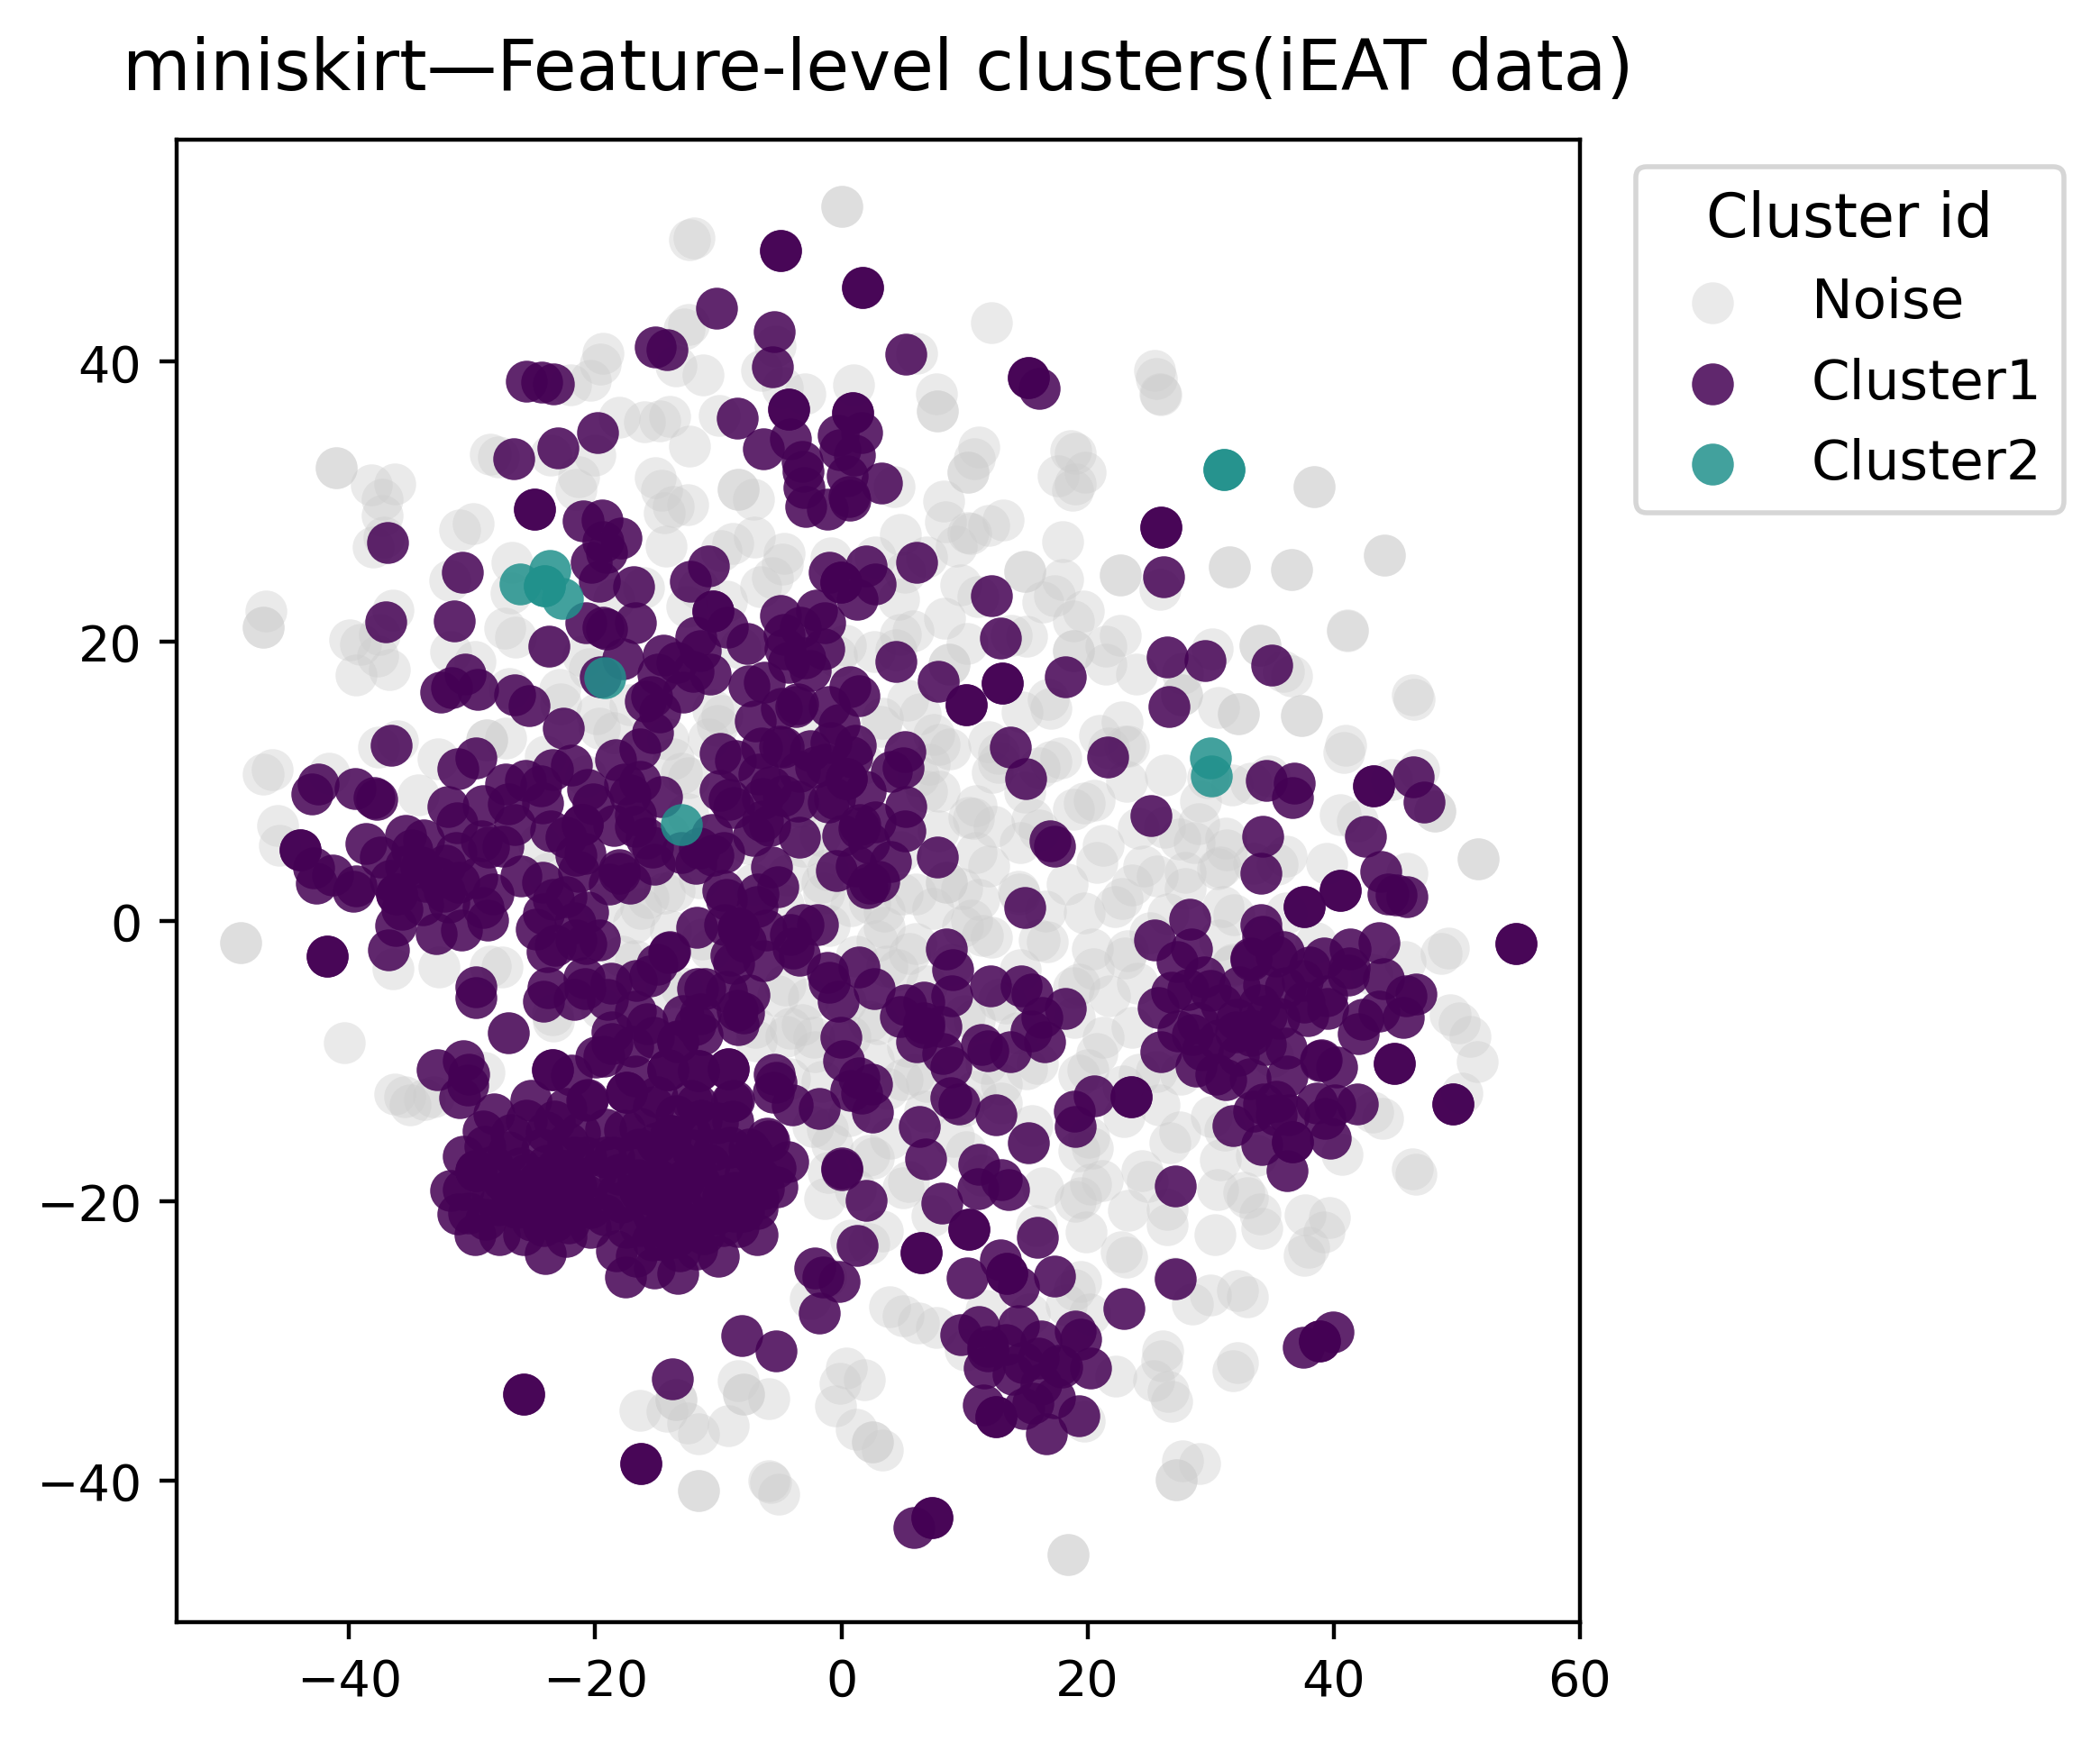 miniskirt—Feature-level clusters(iEAT data)
Cluster id
Noise
Cluster1
Cluster2
40
20
0
−20
−40
−40 −20 0 20 40 60